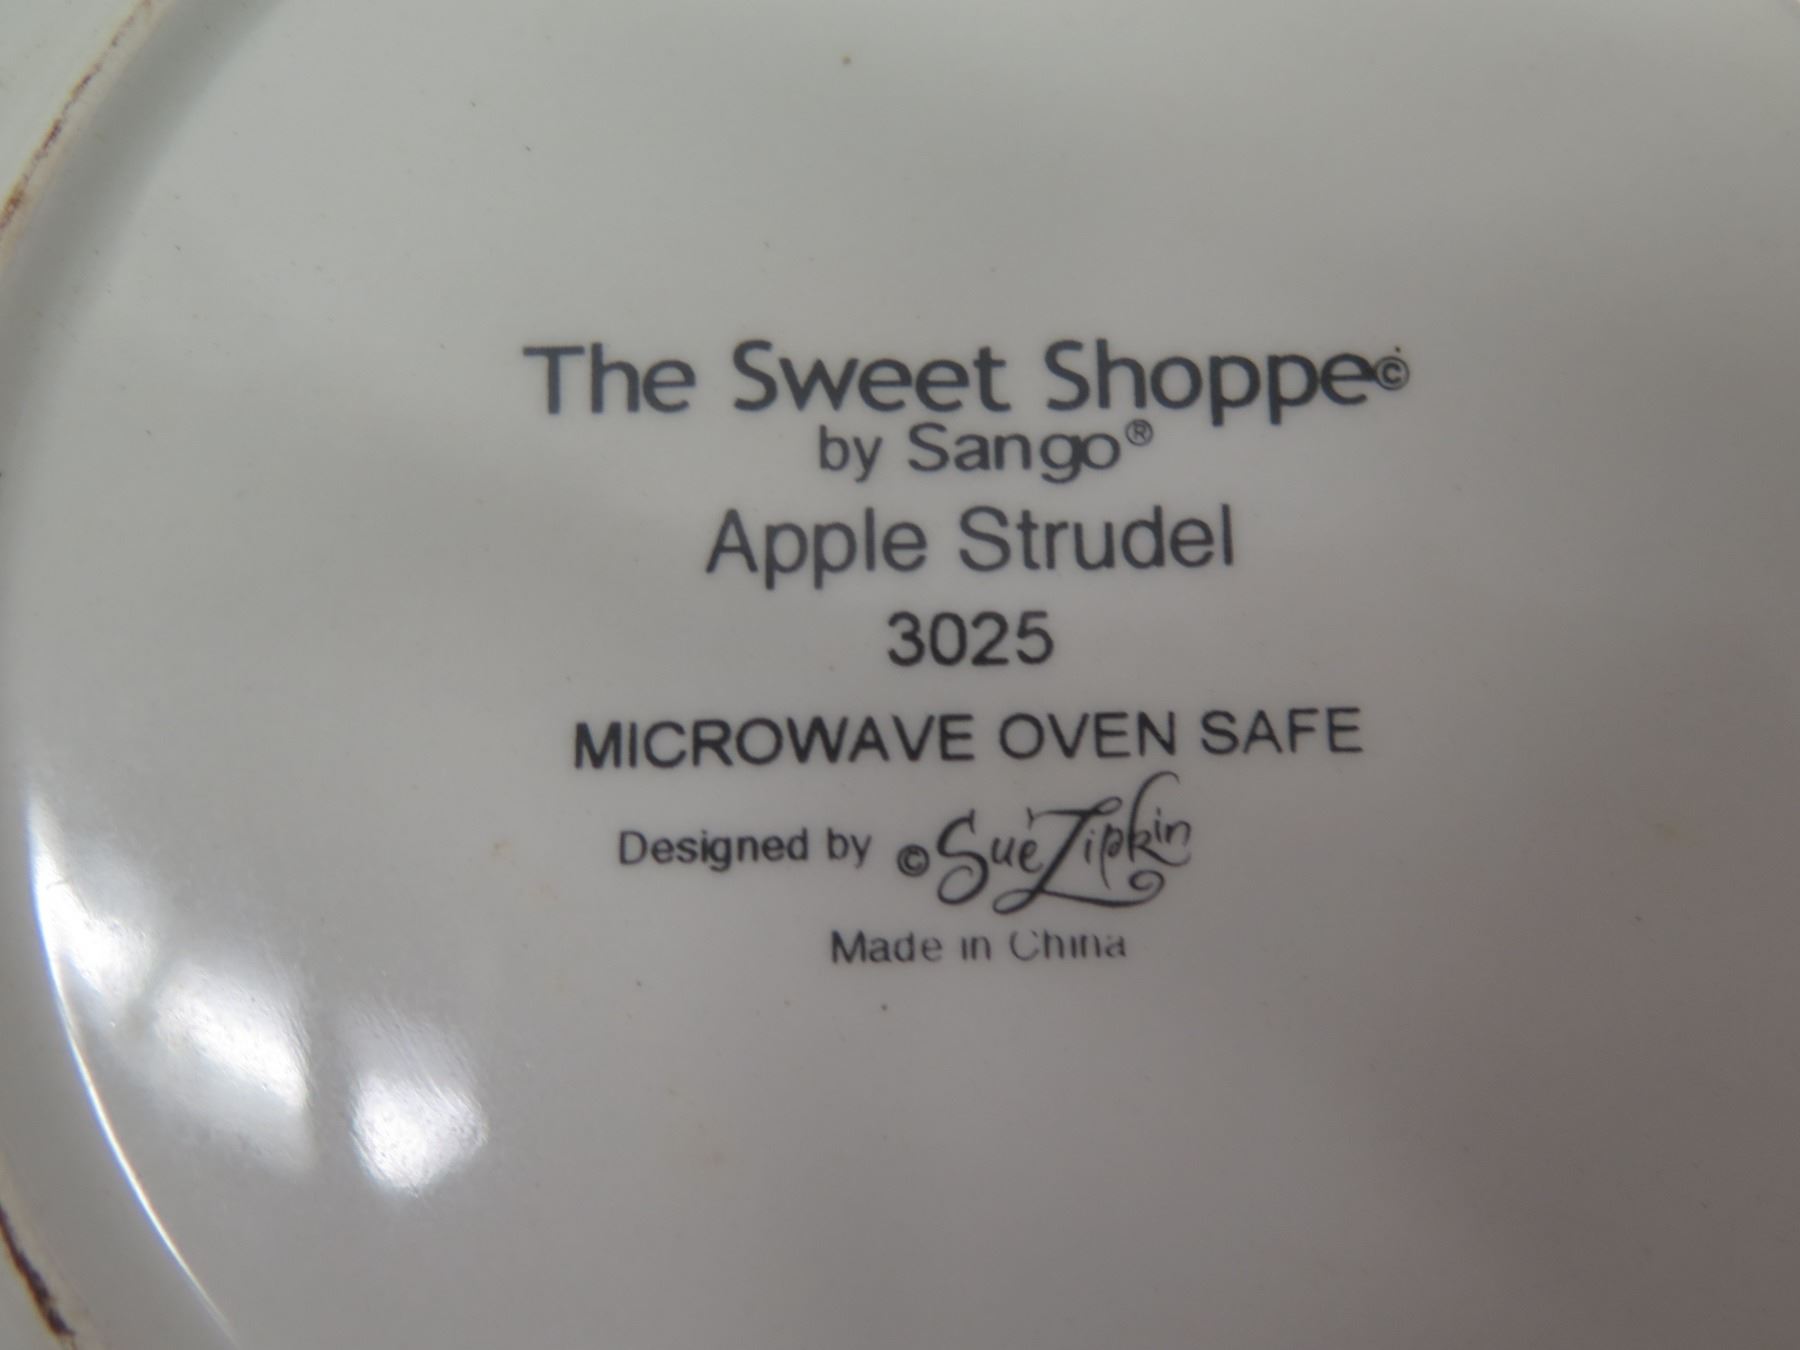 The Sweet Shoppe©
by Sango®
Apple Strudel
3025
MICROWAVE OVEN SAFE
Designed by © Sue Zipkin
Made in China